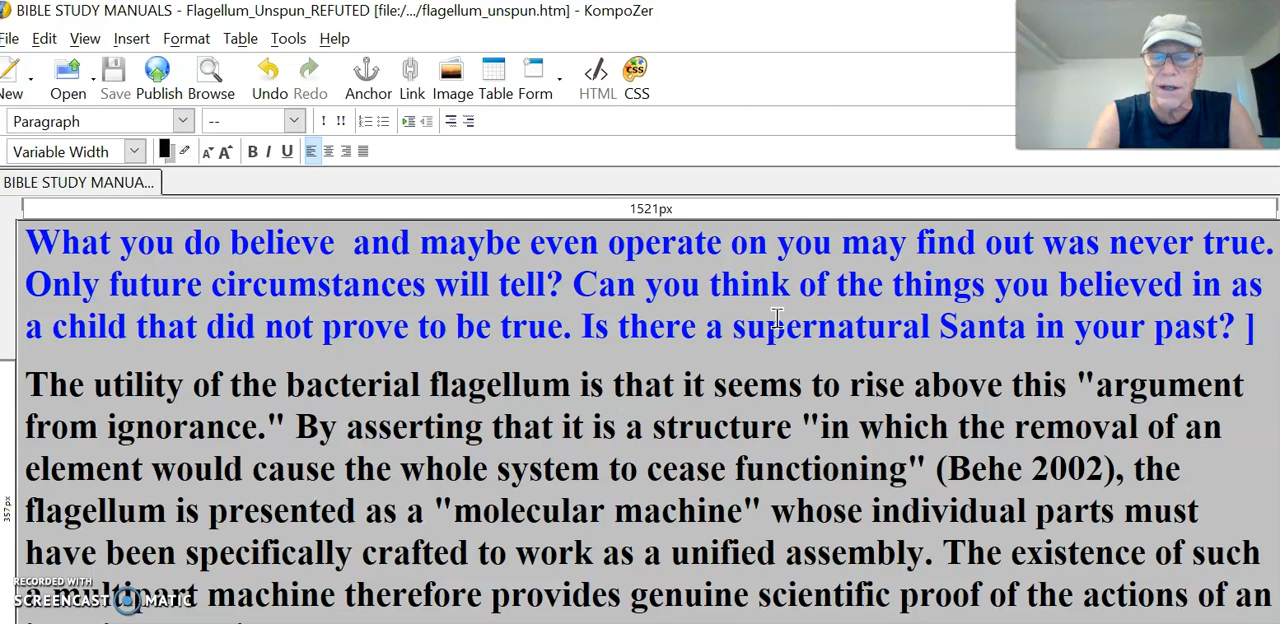 BIBLE STUDY MANUALS - Flagellum_Unspun_REFUTED [file:/.../flagellum_unspun.htm] - KompoZer
File Edit View Insert Format Table Tools Help
New Open Save Publish Browse Undo Redo Anchor Link Image Table Form HTML CSS
Paragraph -- ! !!
Variable Width A A B I U
BIBLE STUDY MANUA...
1521px
What you do believe and maybe even operate on you may find out was never true.
Only future circumstances will tell? Can you think of the things you believed in as
a child that did not prove to be true. Is there a supernatural Santa in your past? ]
The utility of the bacterial flagellum is that it seems to rise above this "argument
from ignorance." By asserting that it is a structure "in which the removal of an
element would cause the whole system to cease functioning" (Behe 2002), the
flagellum is presented as a "molecular machine" whose individual parts must
have been specifically crafted to work as a unified assembly. The existence of such
a multipart machine therefore provides genuine scientific proof of the actions of an
357px
RECORDED WITH
SCREENCAST MATIC